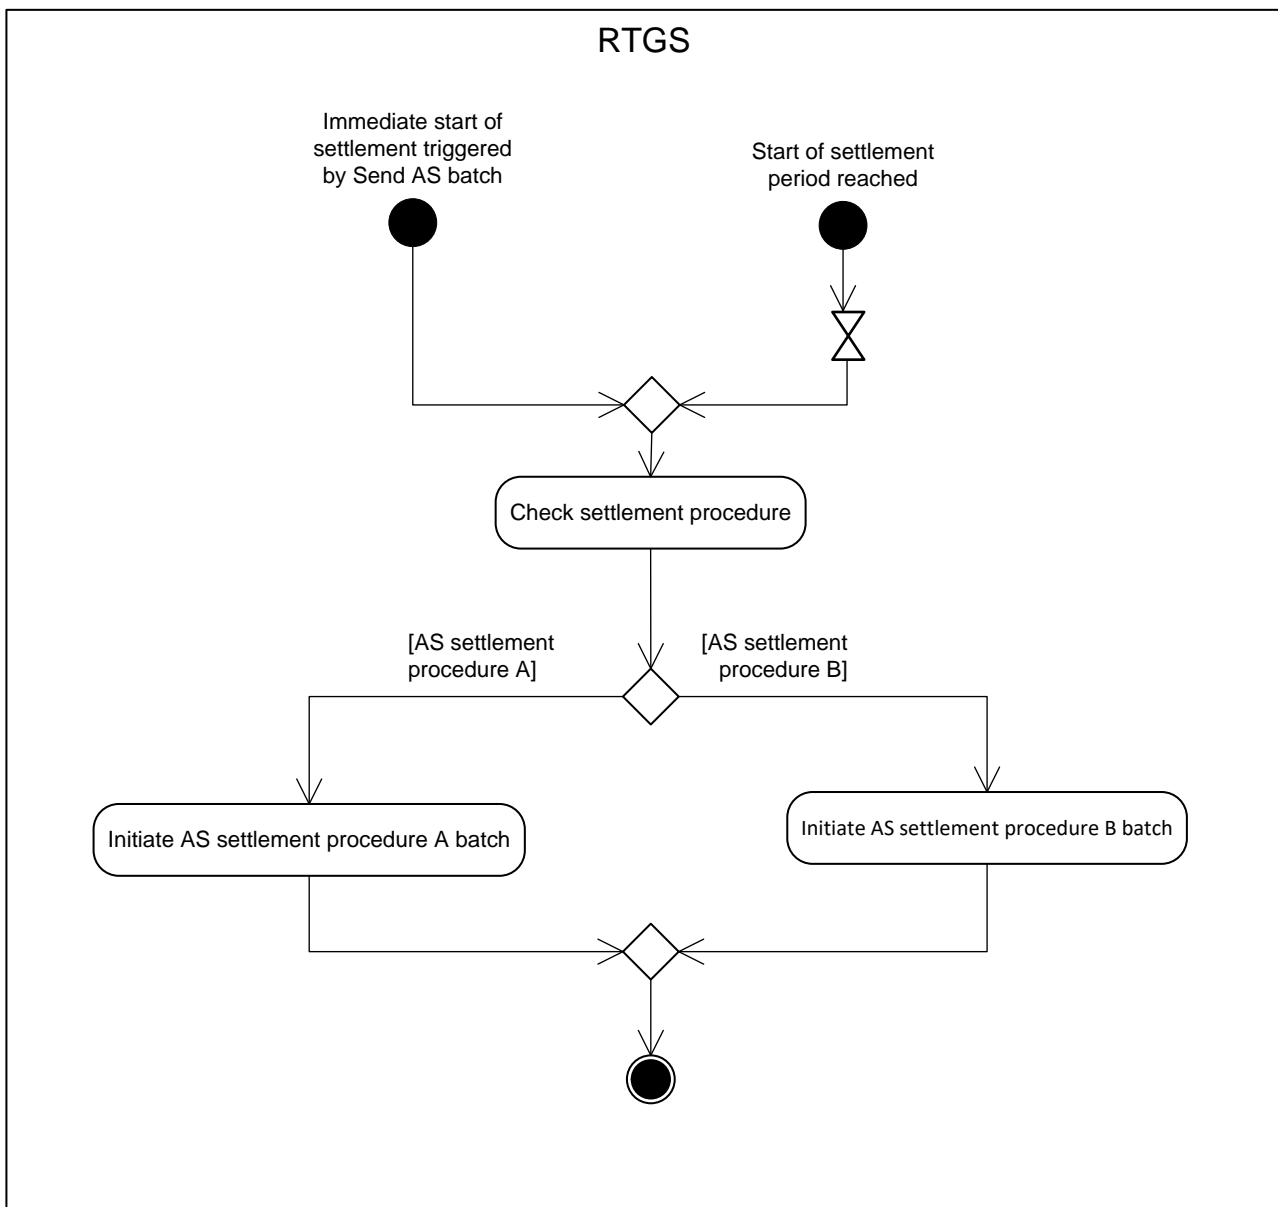 RTGS
Immediate start of
settlement triggered
by Send AS batch
Start of settlement
period reached
Check settlement procedure
[AS settlement
procedure A]
[AS settlement
procedure B]
Initiate AS settlement procedure A batch
Initiate AS settlement procedure B batch